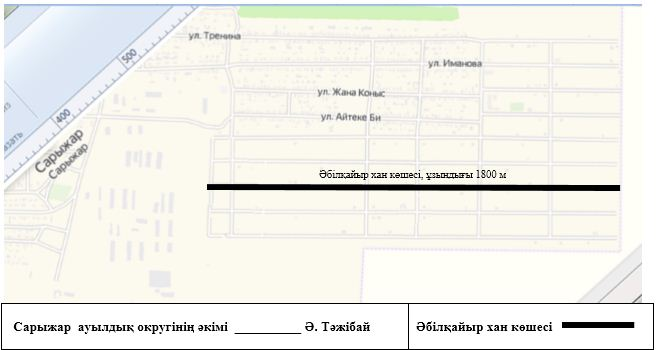 ул. Тренина
500
ул. Иманова
ул. Жана Коныс
ул. Айтеке Би
400
Сарыжар
Сарыжар
Әбілқайыр хан көшесі, ұзындығы 1800 м
Сарыжар ауылдық округінің әкімі __________ Ә. Тәжібай
Әбілқайыр хан көшесі